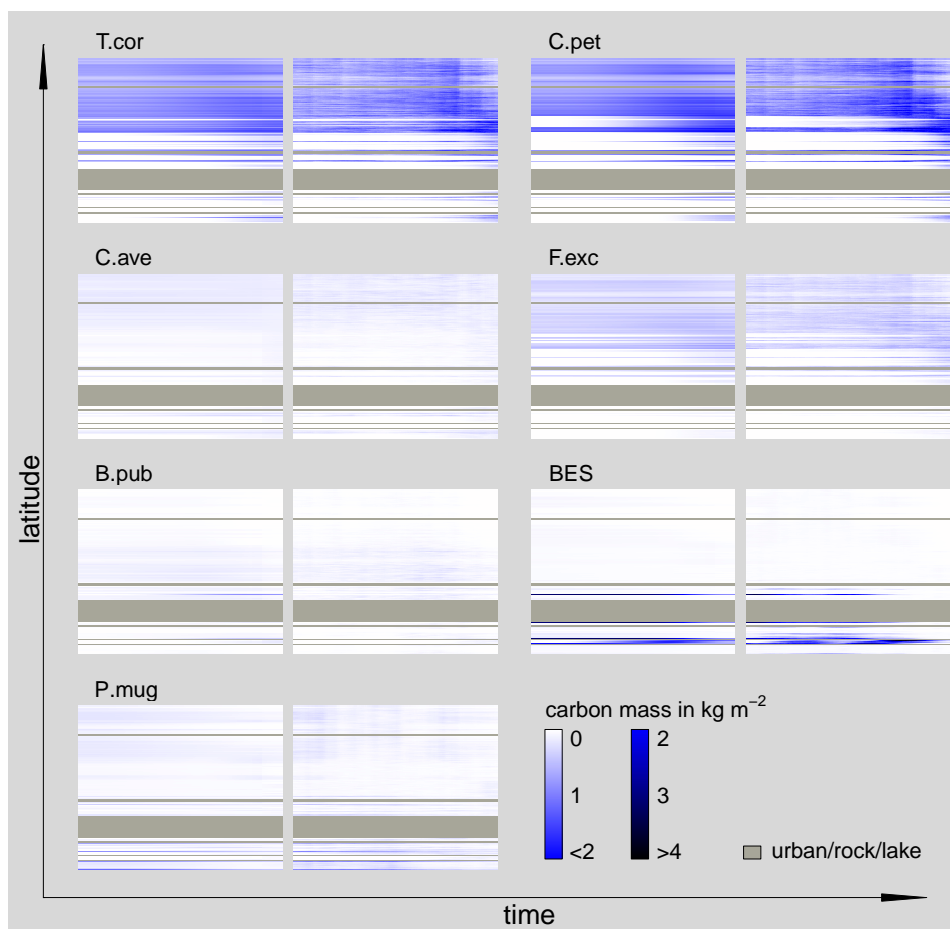 T.cor
C.pet
C.ave
F.exc
B.pub
BES
P.mug
carbon mass in kg m−2
0
2
1
3
<2
>4
urban/rock/lake
latitude
time